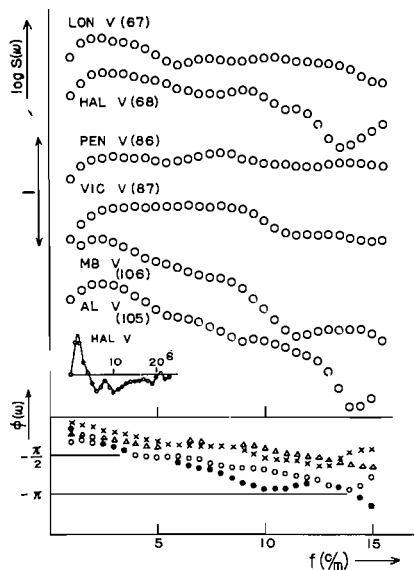 LON V (67)
log S(ω)
HAL V (68)
PEN V (86)
1
VIC V (87)
MB V (106)
AL V (105)
HAL V
10 20 s
φ(ω)
-π/2
-π
5 10 15
f (c/m)